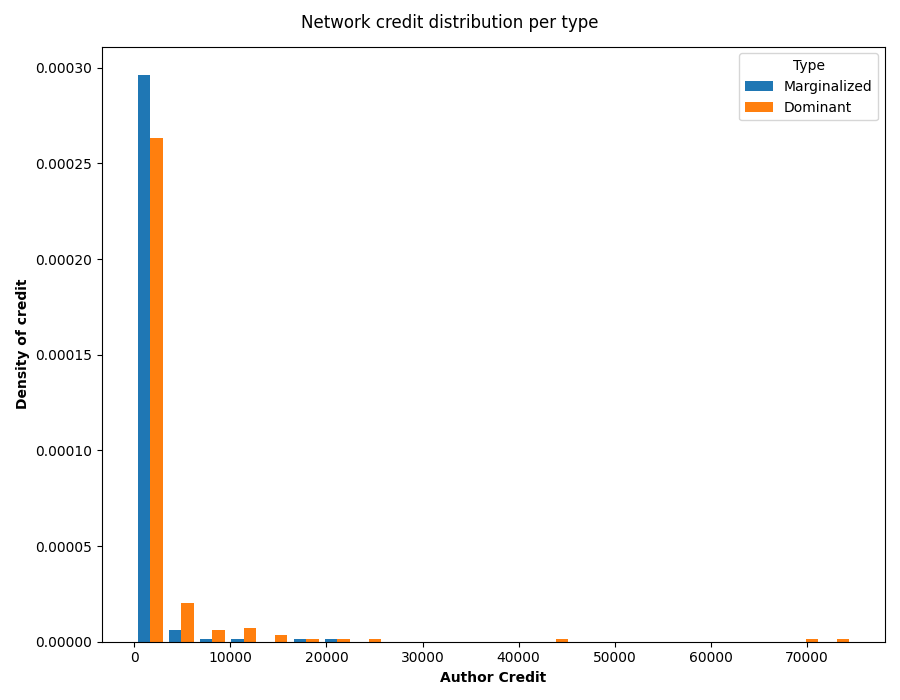 Network credit distribution per type
Type
Marginalized
Dominant
Density of credit
0.00030
0.00025
0.00020
0.00015
0.00010
0.00005
0.00000
0 10000 20000 30000 40000 50000 60000 70000
Author Credit